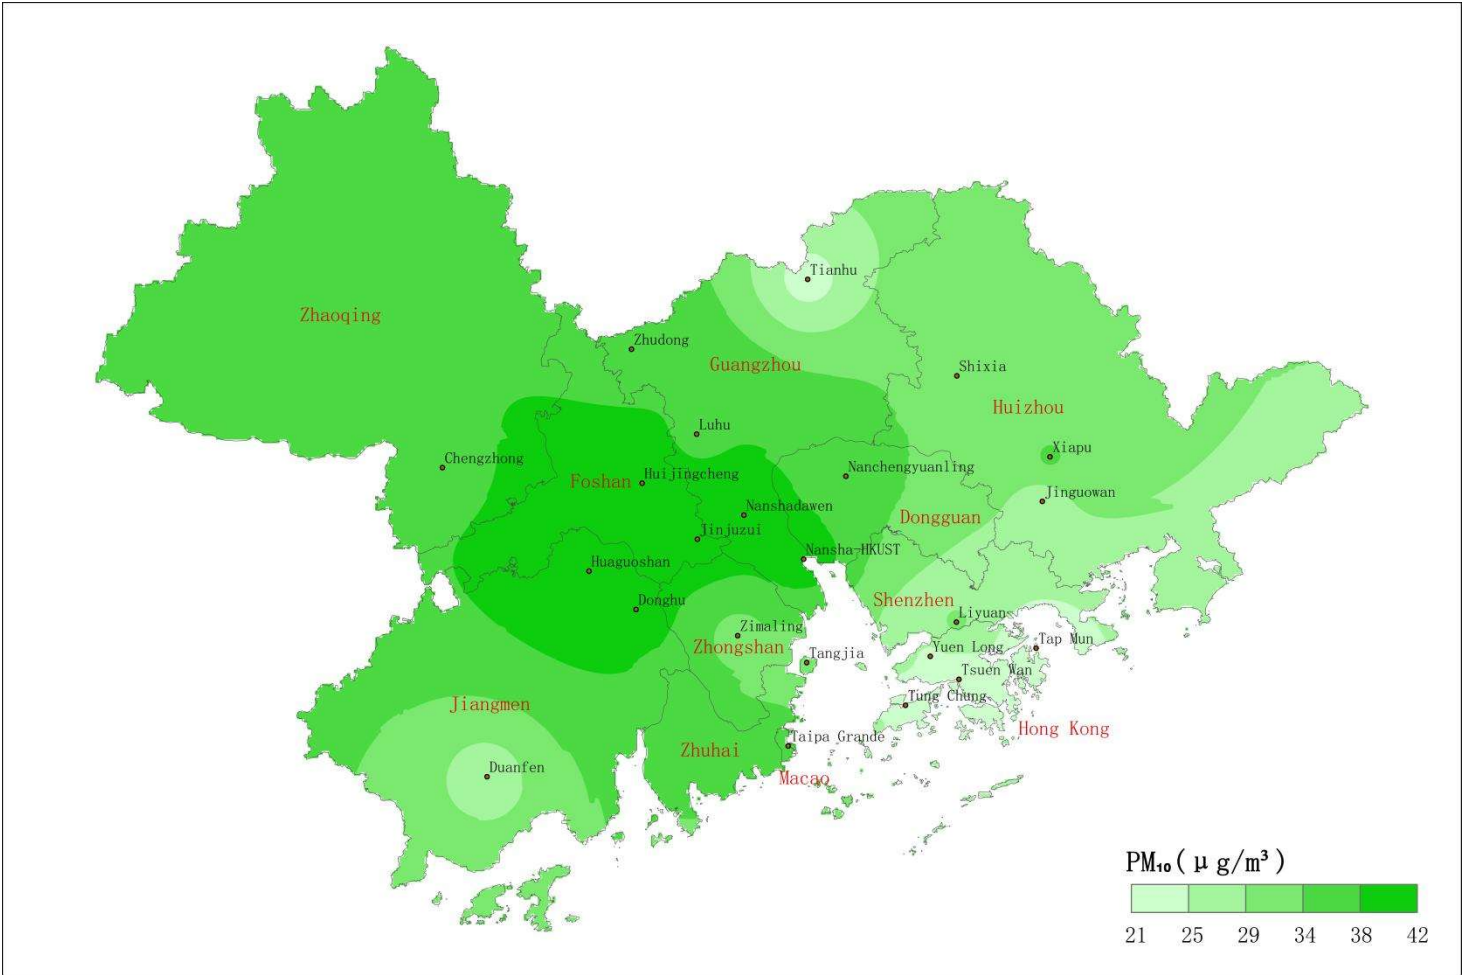 Tianhu
Zhaoqing
Zhudong
Guangzhou
Shixia
Huizhou
Luhu
Xiapu
Chengzhong
Nanchengyuanling
Foshan
Huijingcheng
Jinguowan
Nanshadawen
Dongguan
Jinjuzui
Nansha-HKUST
Huaguoshan
Donghu
Shenzhen
Liyuan
Zimaling
Zhongshan
Tangjia
Yuen Long
Tap Mun
Tsuen Wan
Tung Chung
Jiangmen
Hong Kong
Taipa Grande
Zhuhai
Duanfen
Macao
PM₁₀(μg/m³)
21 25 29 34 38 42